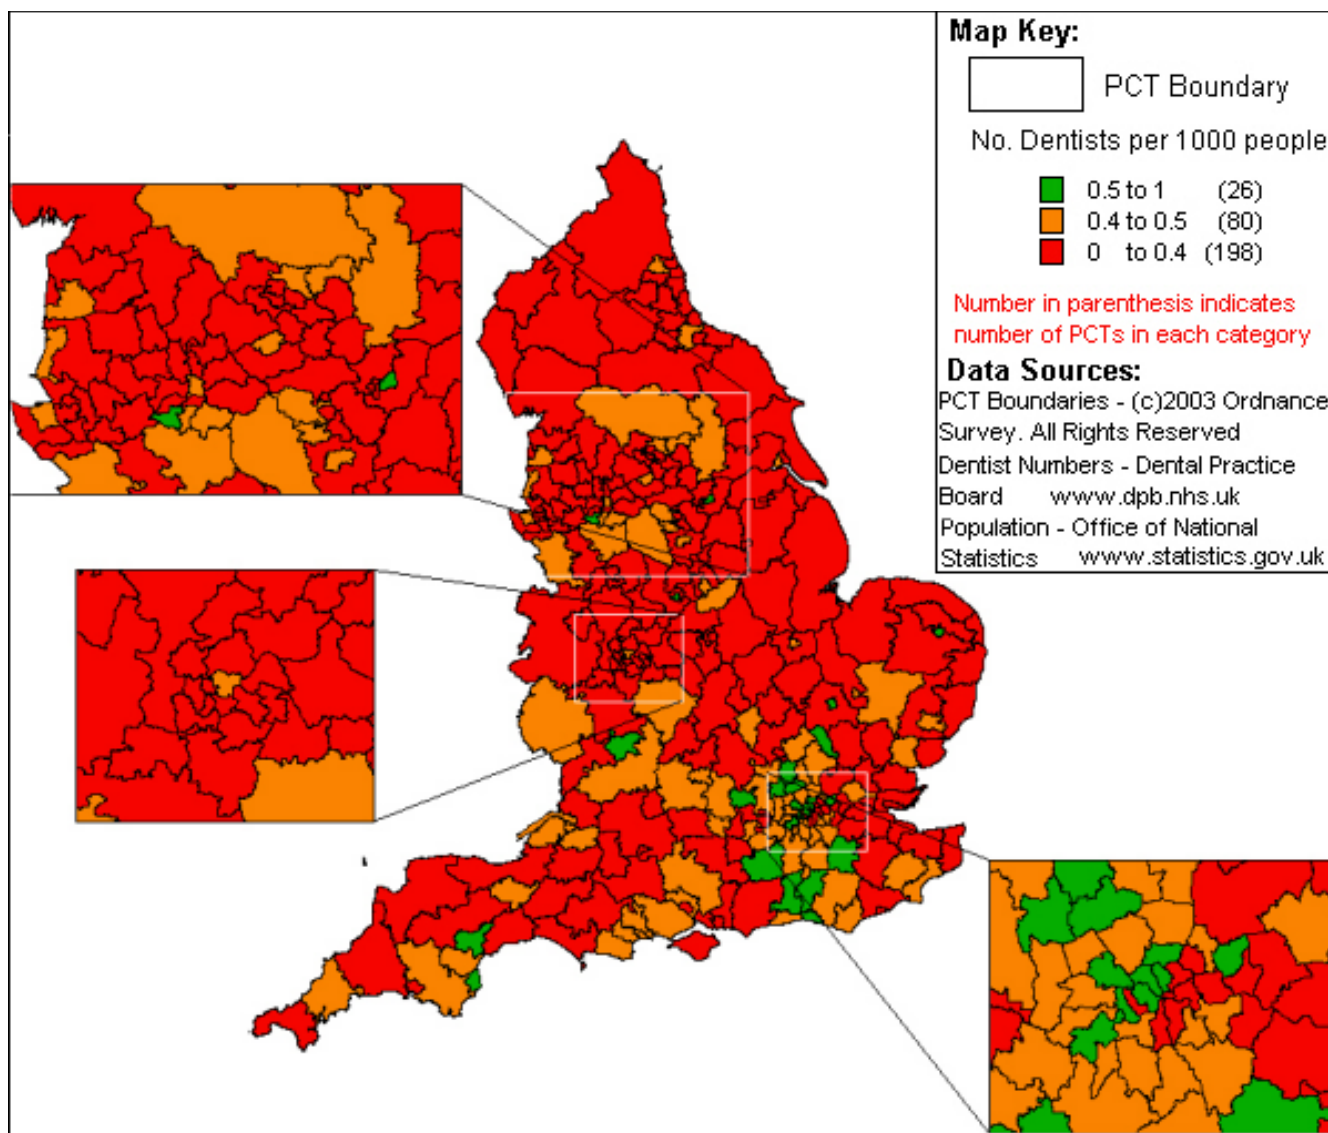 Map Key:
PCT Boundary
No. Dentists per 1000 people
0.5 to 1 (26)
0.4 to 0.5 (80)
0 to 0.4 (198)
Number in parenthesis indicates
number of PCTs in each category
Data Sources:
PCT Boundaries - (c)2003 Ordnance
Survey. All Rights Reserved
Dentist Numbers - Dental Practice
Board www.dpb.nhs.uk
Population - Office of National
Statistics www.statistics.gov.uk